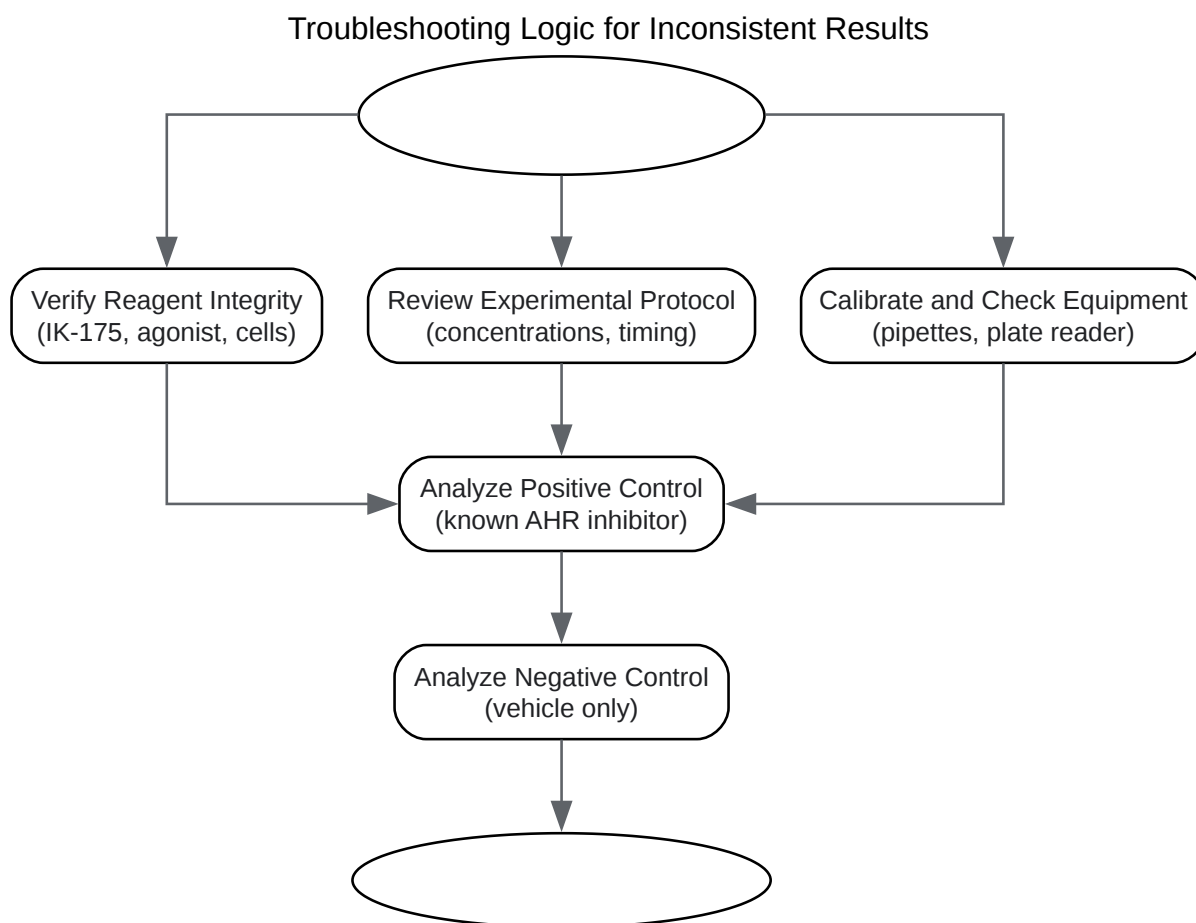 Troubleshooting Logic for Inconsistent Results
Verify Reagent Integrity
(IK-175, agonist, cells)
Review Experimental Protocol
(concentrations, timing)
Calibrate and Check Equipment
(pipettes, plate reader)
Analyze Positive Control
(known AHR inhibitor)
Analyze Negative Control
(vehicle only)